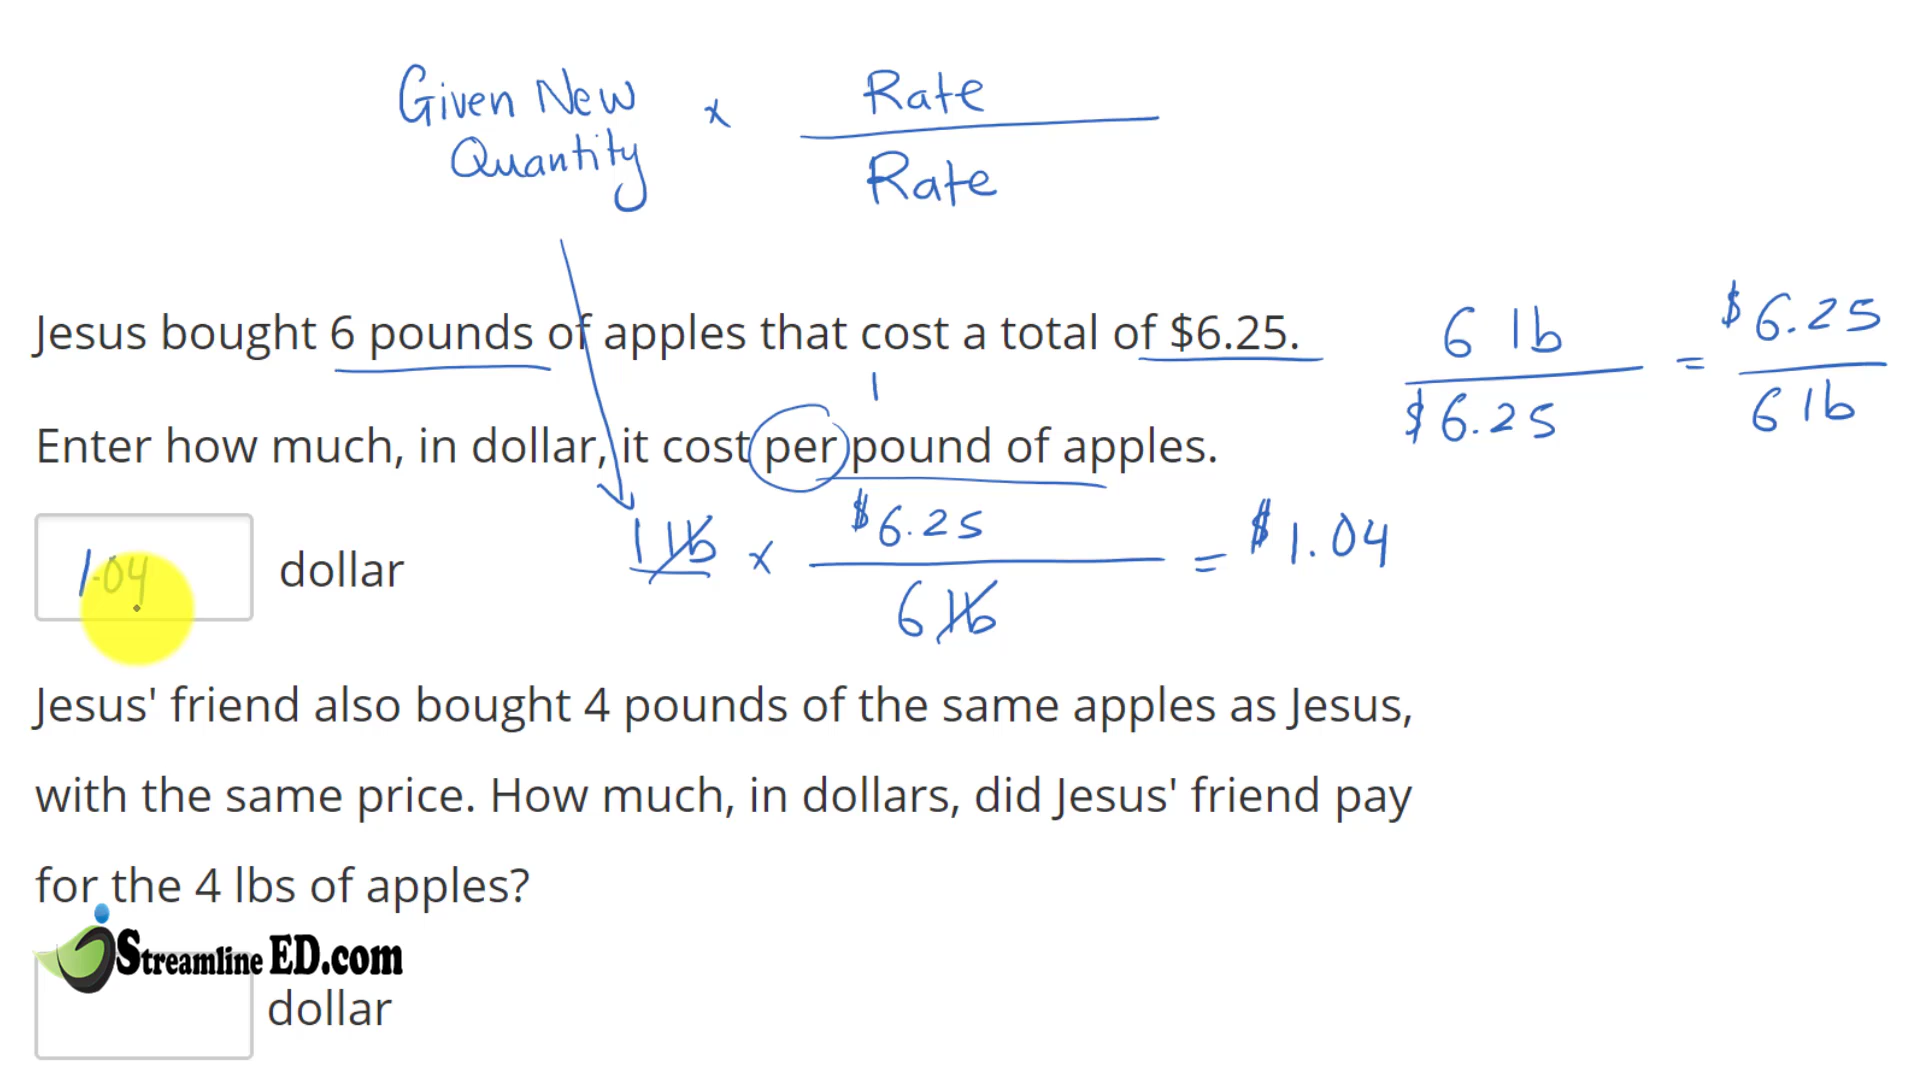 Given New
Quantity
x
Rate
Rate
Jesus bought 6 pounds of apples that cost a total of $6.25.
6 lb
$6.25
=
$6.25
6 lb
1
Enter how much, in dollar, it cost per pound of apples.
1.04
dollar
1 lb x $6.25
6 lb
= $1.04
Jesus' friend also bought 4 pounds of the same apples as Jesus,
with the same price. How much, in dollars, did Jesus' friend pay
for the 4 lbs of apples?
Streamline ED.com
dollar